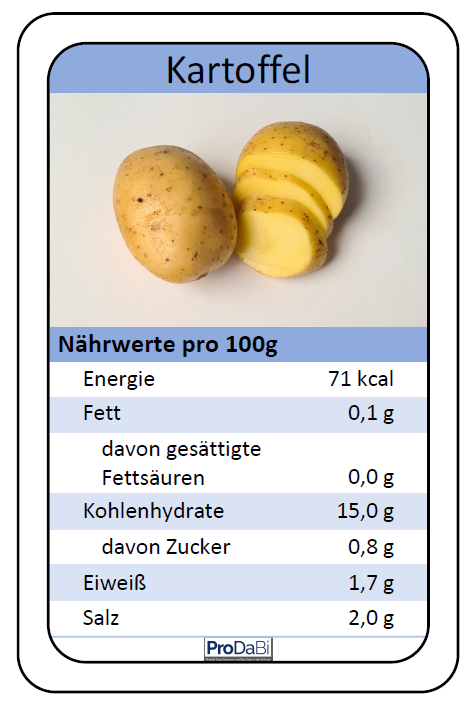 Kartoffel
Nährwerte pro 100g
Energie 71 kcal
Fett 0,1 g
davon gesättigte
Fettsäuren 0,0 g
Kohlenhydrate 15,0 g
davon Zucker 0,8 g
Eiweiß 1,7 g
Salz 2,0 g
ProDaBi